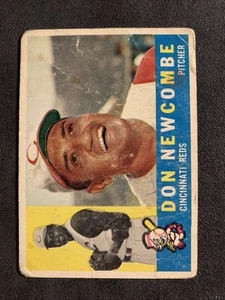 DON NEWCOMBE
PITCHER
CINCINNATI REDS